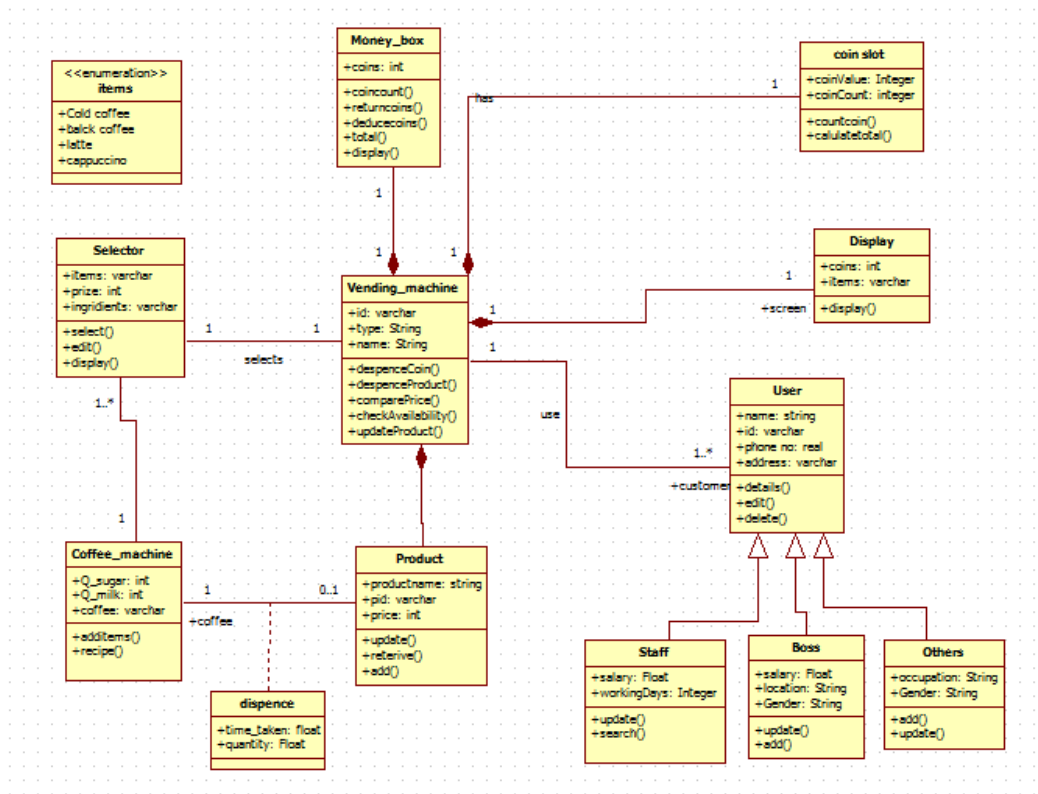 Money_box
+coins: int
+coincount()
+returncoins()
+deducecoins()
+total()
+display()
coin slot
+coinValue: Integer
+coinCount: integer
+countcoin()
+calulatetotal()
<<enumeration>>
items
+Cold coffee
+balck coffee
+latte
+cappuccino
has
1
1
1
1
Selector
+items: varchar
+prize: int
+ingridients: varchar
+select()
+edit()
+display()
1
1
selects
Vending_machine
+id: varchar
+type: String
+name: String
+despenceCoin()
+despenceProduct()
+comparePrice()
+checkAvailability()
+updateProduct()
Display
+coins: int
+items: varchar
+display()
1
1
+screen
1
use
1..*
+customer
User
+name: string
+id: varchar
+phone no: real
+address: varchar
+details()
+edit()
+delete()
1..*
1
Coffee_machine
+Q_sugar: int
+Q_milk: int
+coffee: varchar
+additems()
+recipe()
1
0..1
+coffee
Product
+productname: string
+pid: varchar
+price: int
+update()
+reterive()
+add()
dispence
+time_taken: float
+quantity: Float
Staff
+salary: Float
+workingDays: Integer
+update()
+search()
Boss
+salary: Float
+location: String
+Gender: String
+update()
+add()
Others
+occupation: String
+Gender: String
+add()
+update()